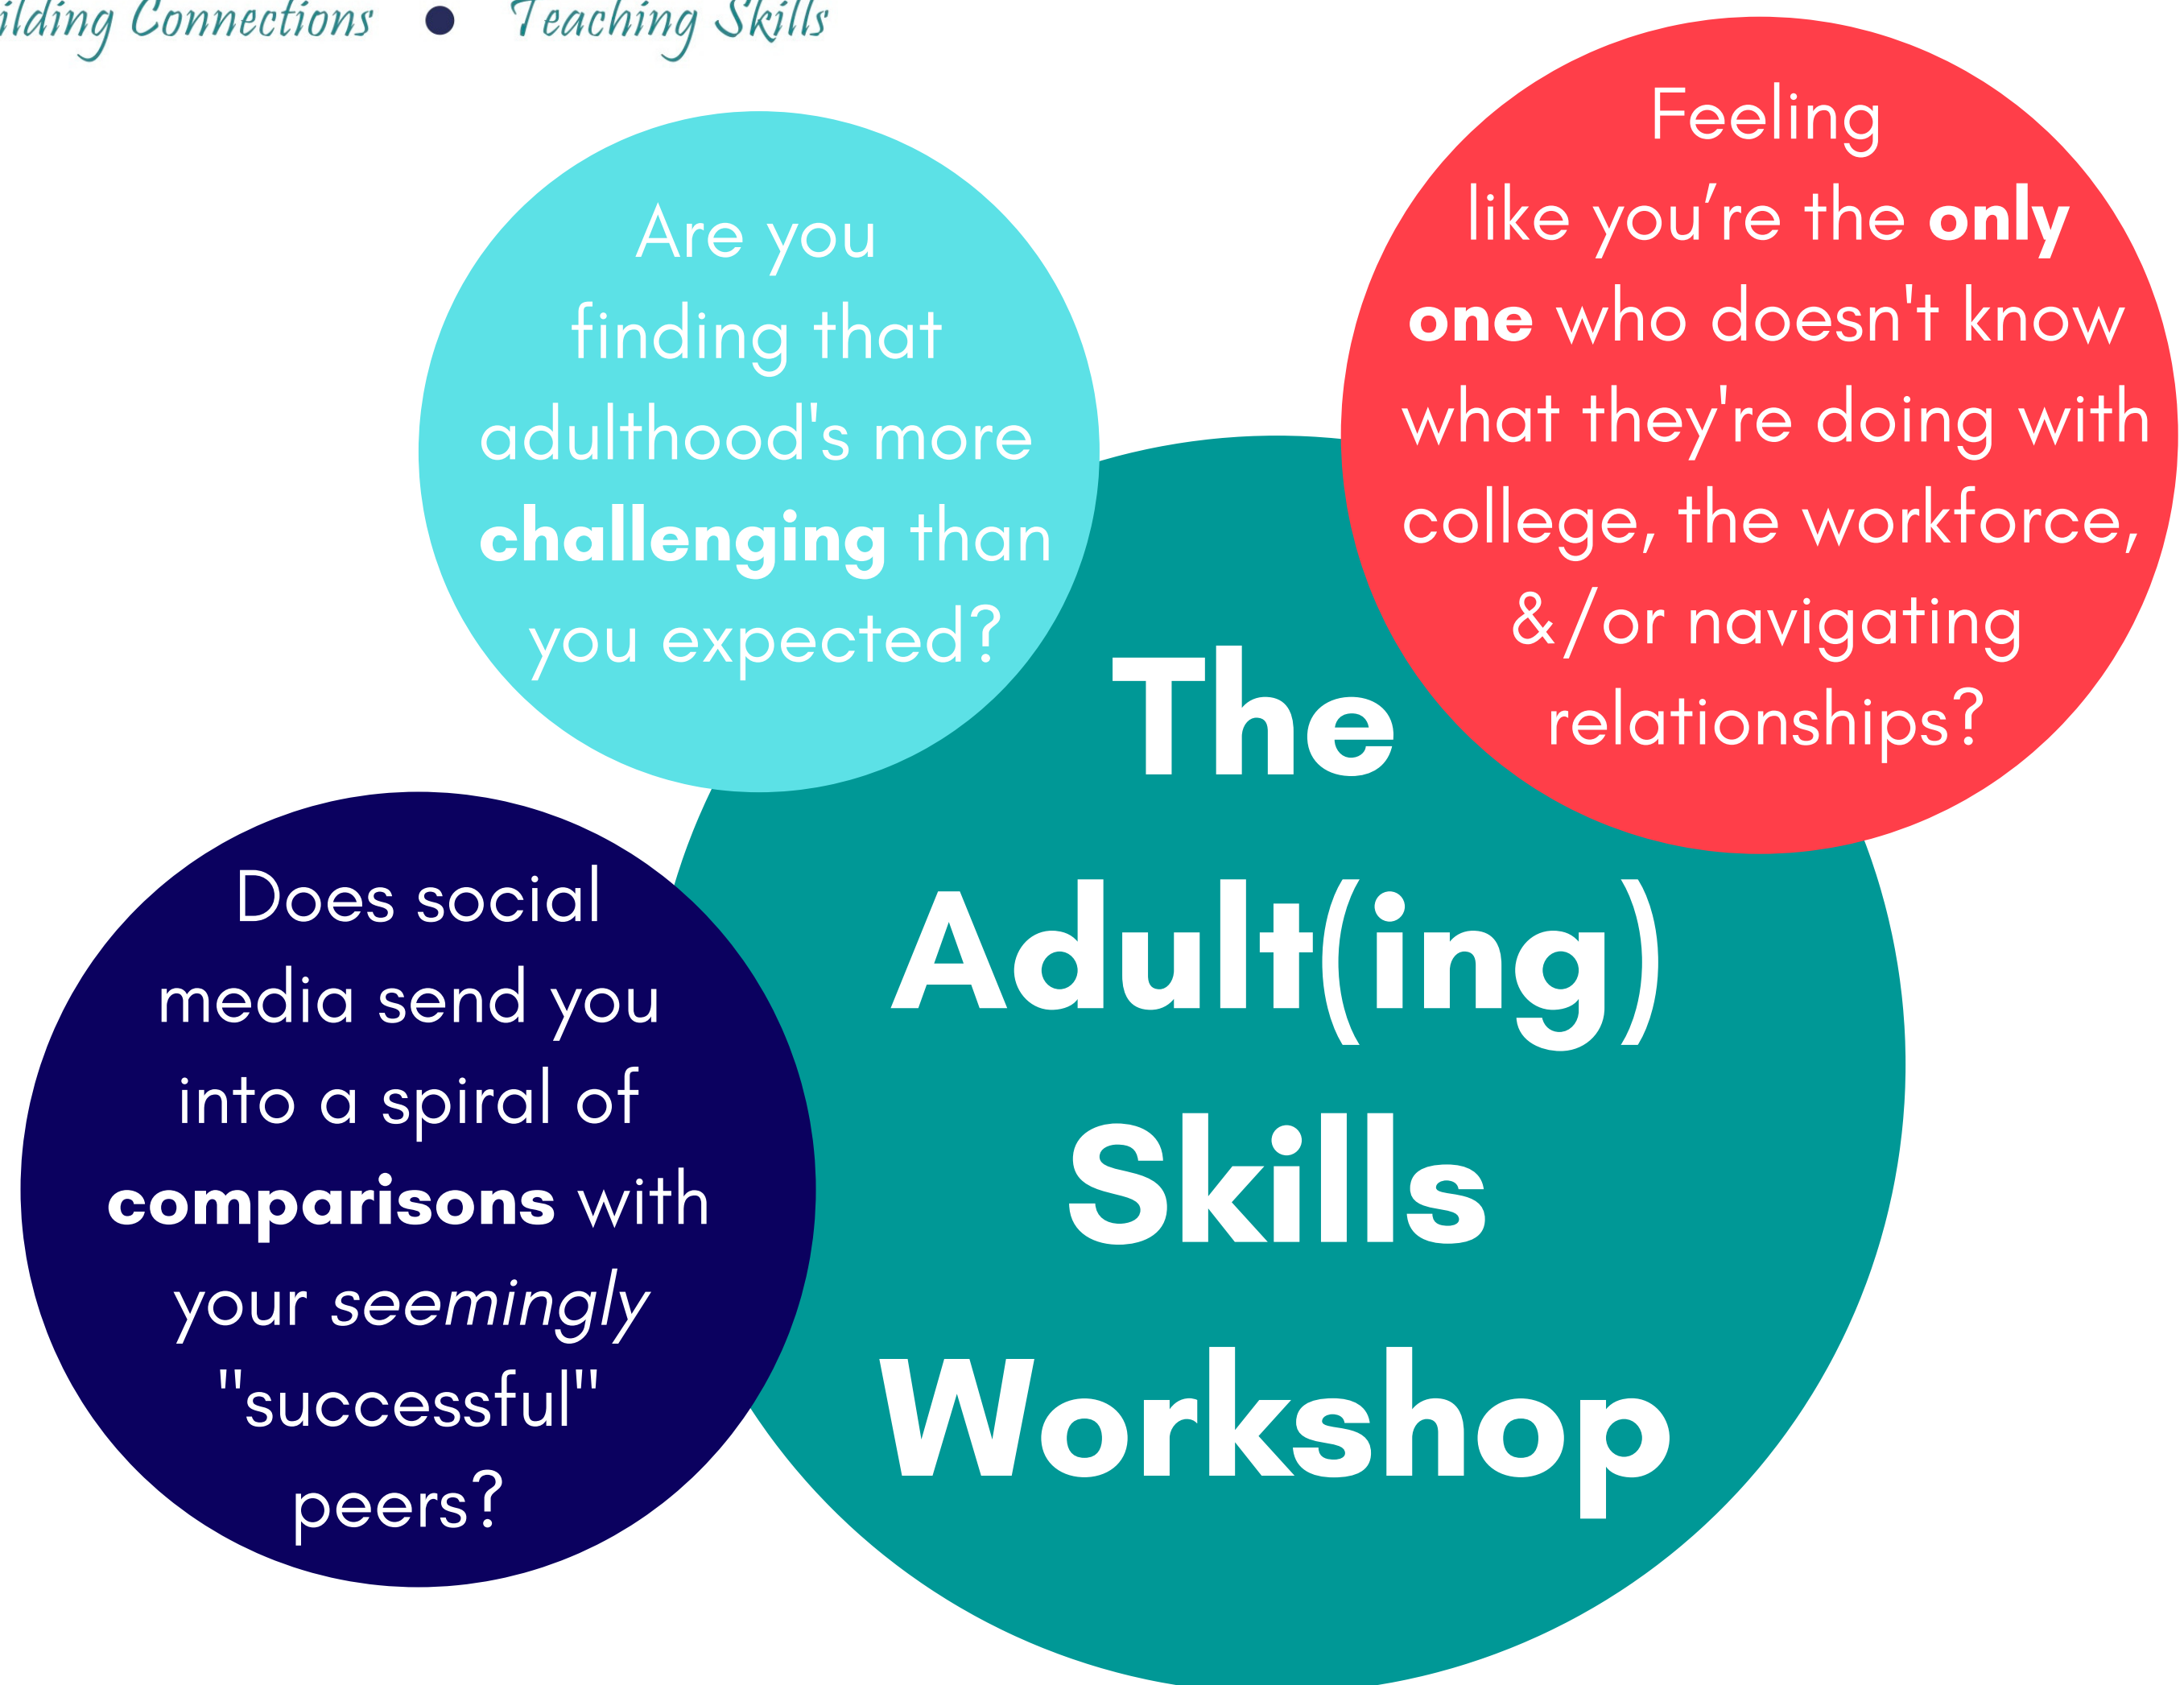 Connections ● Teaching Skills
Are you
finding that
adulthood's more
challenging than
you expected?
Feeling
like you’re the only
one who doesn't know
what they're doing with
college, the workforce,
&/or navigating
relationships?
The
Adult(ing)
Skills
Workshop
Does social
media send you
into a spiral of
comparisons with
your seemingly
"successful"
peers?